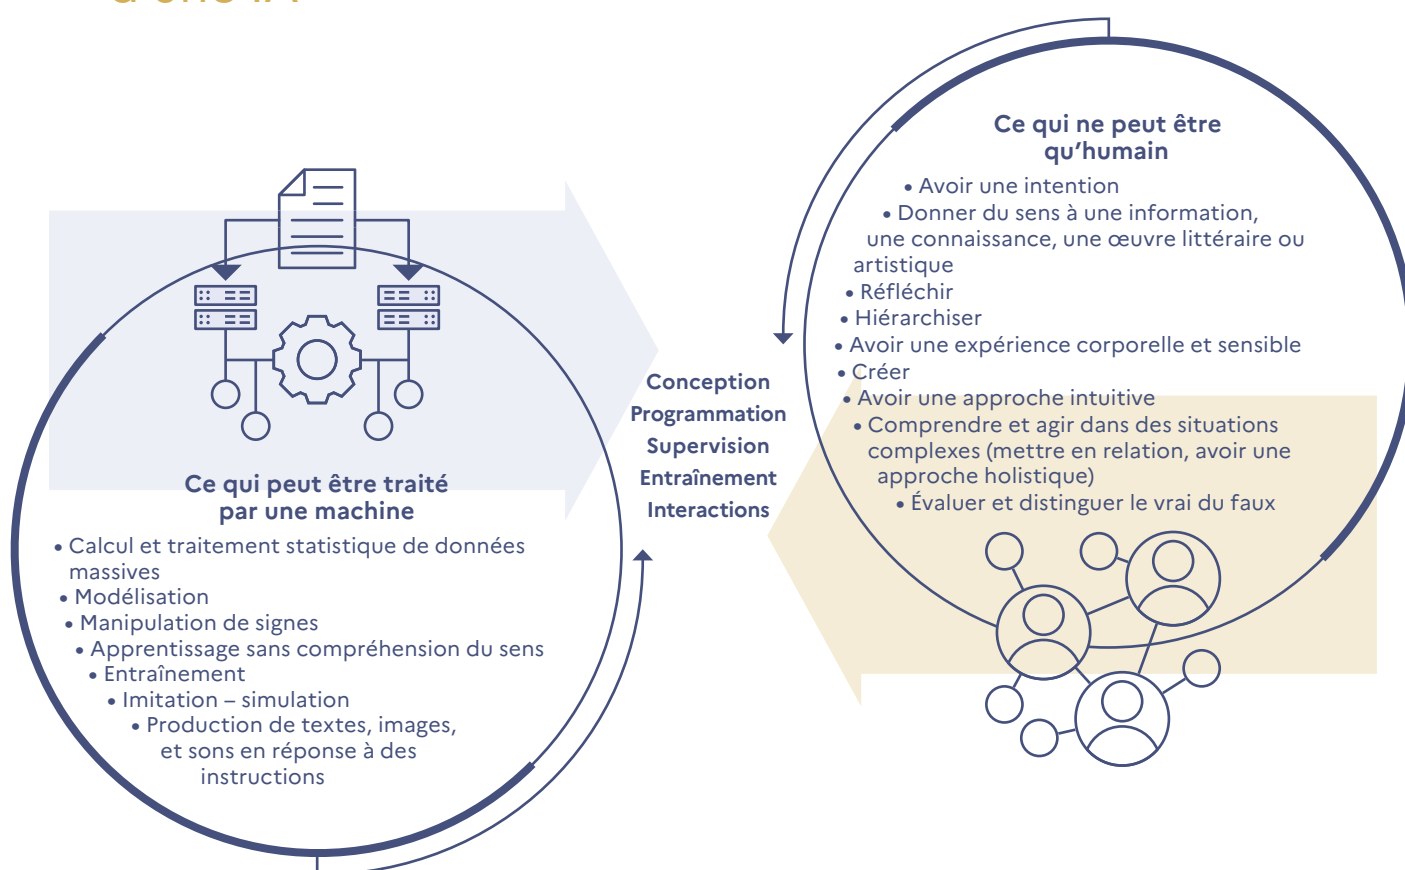 d'une IA
Ce qui ne peut être
qu'humain
• Avoir une intention
• Donner du sens à une information,
une connaissance, une œuvre littéraire ou
artistique
• Réfléchir
• Hiérarchiser
• Avoir une expérience corporelle et sensible
• Créer
• Avoir une approche intuitive
• Comprendre et agir dans des situations
complexes (mettre en relation, avoir une
approche holistique)
• Évaluer et distinguer le vrai du faux
Conception
Programmation
Supervision
Entraînement
Interactions
Ce qui peut être traité
par une machine
• Calcul et traitement statistique de données
massives
• Modélisation
• Manipulation de signes
• Apprentissage sans compréhension du sens
• Entraînement
• Imitation – simulation
• Production de textes, images,
et sons en réponse à des
instructions